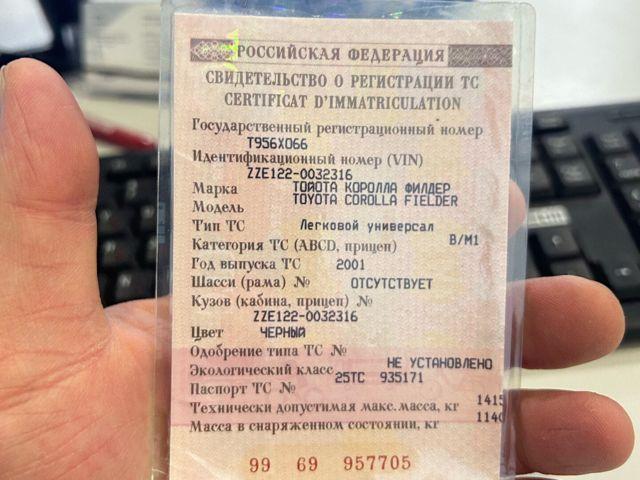 РОССИЙСКАЯ ФЕДЕРАЦИЯ
СВИДЕТЕЛЬСТВО О РЕГИСТРАЦИИ ТС
CERTIFICAT D'IMMATRICULATION
Государственный регистрационный номер
Т956ХО66
Идентификационный номер (VIN)
ZZE122-0032316
Марка ТОЙОТА КОРОЛЛА ФИЛДЕР
Модель TOYOTA COROLLA FIELDER
Тип ТС Легковой универсал
Категория ТС (ABCD, прицеп) B/M1
Год выпуска ТС 2001
Шасси (рама) № ОТСУТСТВУЕТ
Кузов (кабина, прицеп) №
ZZE122-0032316
Цвет ЧЕРНЫЙ
Одобрение типа ТС №
Экологический класс НЕ УСТАНОВЛЕНО
Паспорт ТС № 25ТС 935171
Технически допустимая макс. масса, кг 1415
Масса в снаряженном состоянии, кг 1140
99 69 957705